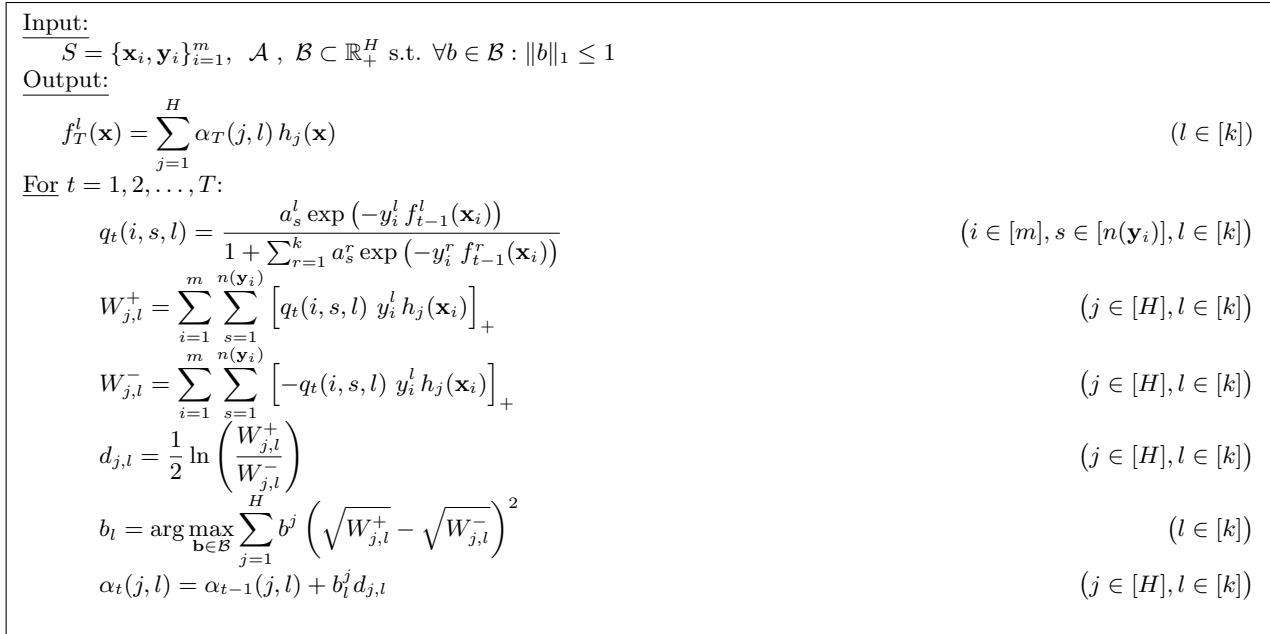 Input:
S = {x_i, y_i}_{i=1}^m, 𝒜 , ℬ ⊂ ℝ_+^H s.t. ∀b ∈ ℬ : ‖b‖_1 ≤ 1
Output:
f_T^l(x) = ∑_{j=1}^H α_T(j, l) h_j(x) (l ∈ [k])
For t = 1, 2, . . . , T:
q_t(i, s, l) = \frac{a_s^l exp (−y_i^l f_{t−1}^l(x_i))}{1 + ∑_{r=1}^k a_s^r exp (−y_i^r f_{t−1}^r(x_i))} (i ∈ [m], s ∈ [n(y_i)], l ∈ [k])
W_{j,l}^+ = ∑_{i=1}^m ∑_{s=1}^{n(y_i)} [q_t(i, s, l) y_i^l h_j(x_i)]_+ (j ∈ [H], l ∈ [k])
W_{j,l}^− = ∑_{i=1}^m ∑_{s=1}^{n(y_i)} [−q_t(i, s, l) y_i^l h_j(x_i)]_+ (j ∈ [H], l ∈ [k])
d_{j,l} = \frac{1}{2} ln (\frac{W_{j,l}^+}{W_{j,l}^−}) (j ∈ [H], l ∈ [k])
b_l = arg max_{b∈ℬ} ∑_{j=1}^H b^j (√{W_{j,l}^+} − √{W_{j,l}^−})^2 (l ∈ [k])
α_t(j, l) = α_{t−1}(j, l) + b_l^j d_{j,l} (j ∈ [H], l ∈ [k])